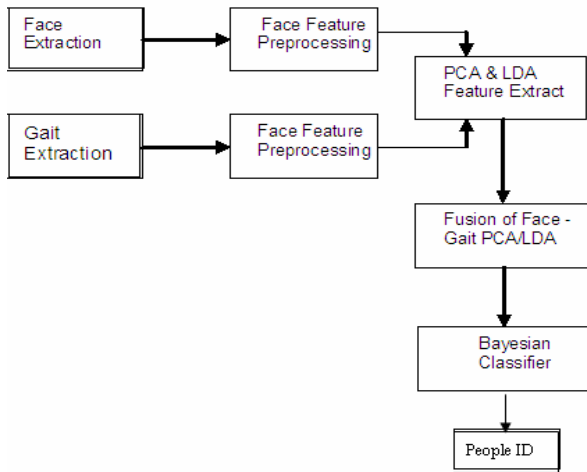 Face
Extraction
Face Feature
Preprocessing
PCA & LDA
Feature Extract
Gait
Extraction
Face Feature
Preprocessing
Fusion of Face -
Gait PCA/LDA
Bayesian
Classifier
People ID